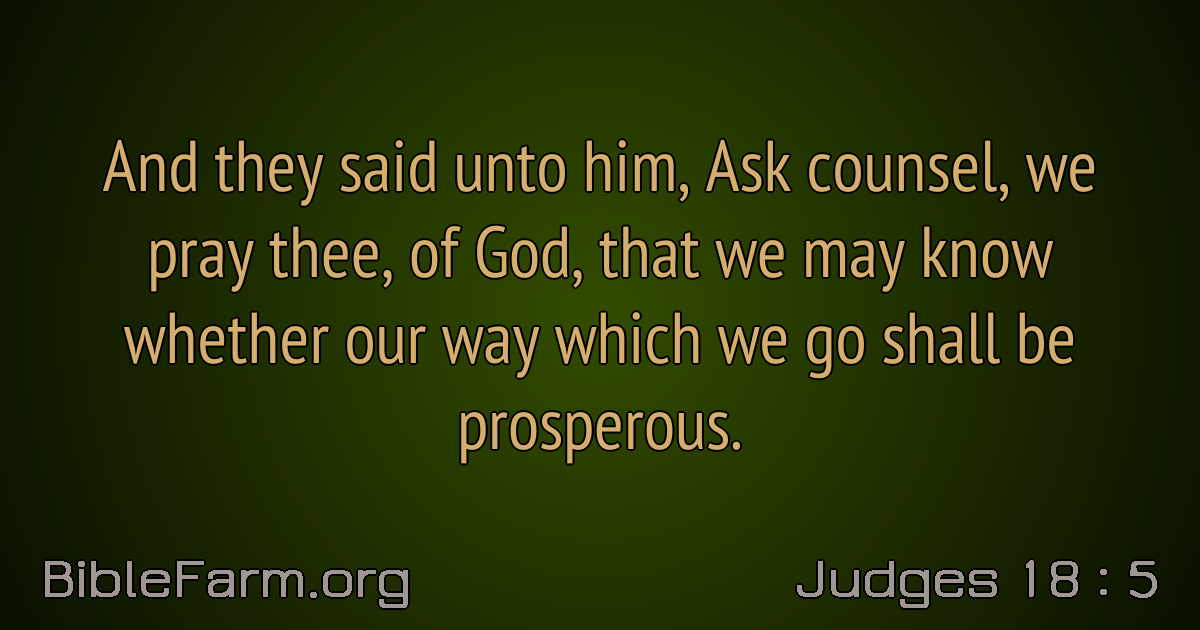 And they said unto him, Ask counsel, we
pray thee, of God, that we may know
whether our way which we go shall be
prosperous.
BibleFarm.org
Judges 18 : 5